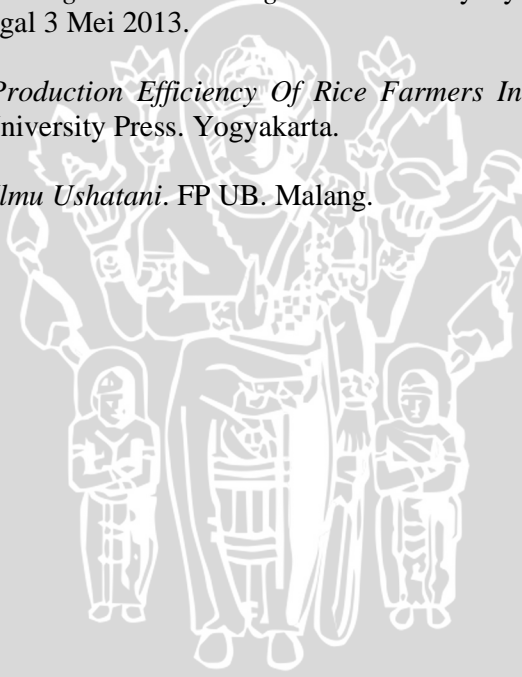 gal 3 Mei 2013.
Production Efficiency Of Rice Farmers In
niversity Press. Yogyakarta.
lmu Ushatani. FP UB. Malang.